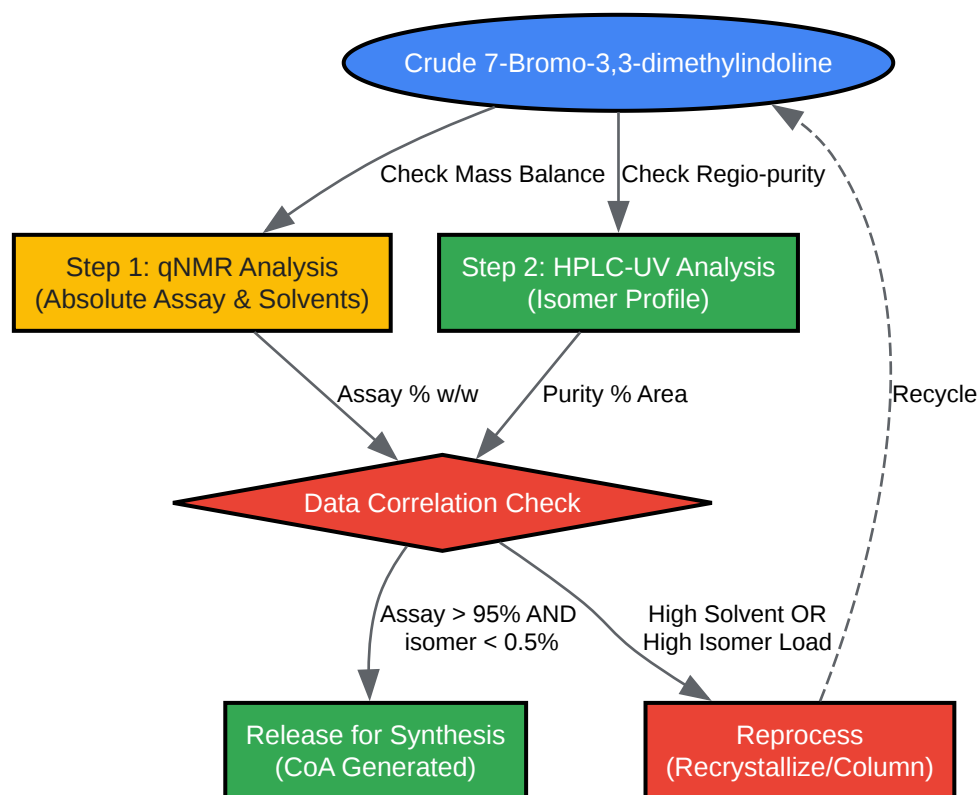 Crude 7-Bromo-3,3-dimethylindoline
Check Mass Balance
Check Regio-purity
Step 1: qNMR Analysis
(Absolute Assay & Solvents)
Step 2: HPLC-UV Analysis
(Isomer Profile)
Assay % w/w
Purity % Area
Recycle
Data Correlation Check
Assay > 95% AND
isomer < 0.5%
High Solvent OR
High Isomer Load
Release for Synthesis
(CoA Generated)
Reprocess
(Recrystallize/Column)